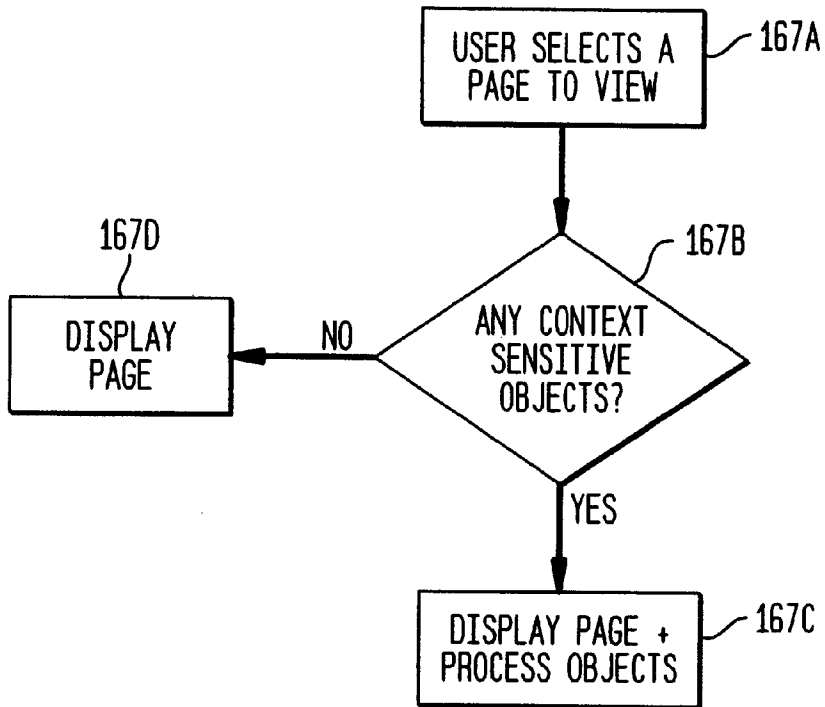 USER SELECTS A
PAGE TO VIEW
167A
167B
ANY CONTEXT
SENSITIVE
OBJECTS?
NO
167D
DISPLAY
PAGE
YES
DISPLAY PAGE +
PROCESS OBJECTS
167C